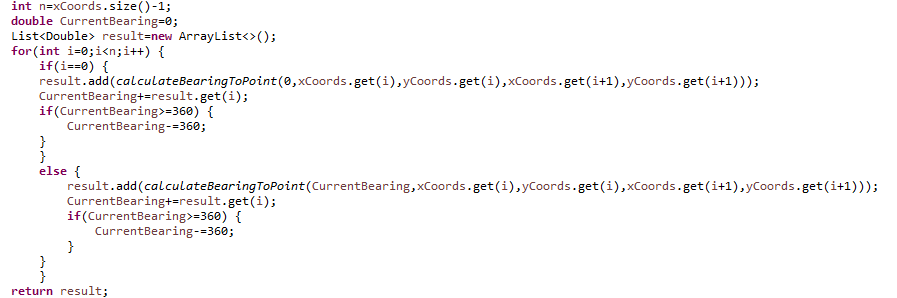 int n=xCoords.size()-1;
double CurrentBearing=0;
List<Double> result=new ArrayList<>();
for(int i=0;i<n;i++) {
    if(i==0) {
    result.add(calculateBearingToPoint(0,xCoords.get(i),yCoords.get(i),xCoords.get(i+1),yCoords.get(i+1)));
    CurrentBearing+=result.get(i);
    if(CurrentBearing>=360) {
        CurrentBearing-=360;
    }
    }
    else {
        result.add(calculateBearingToPoint(CurrentBearing,xCoords.get(i),yCoords.get(i),xCoords.get(i+1),yCoords.get(i+1)));
        CurrentBearing+=result.get(i);
        if(CurrentBearing>=360) {
            CurrentBearing-=360;
        }
    }
    }
return result;